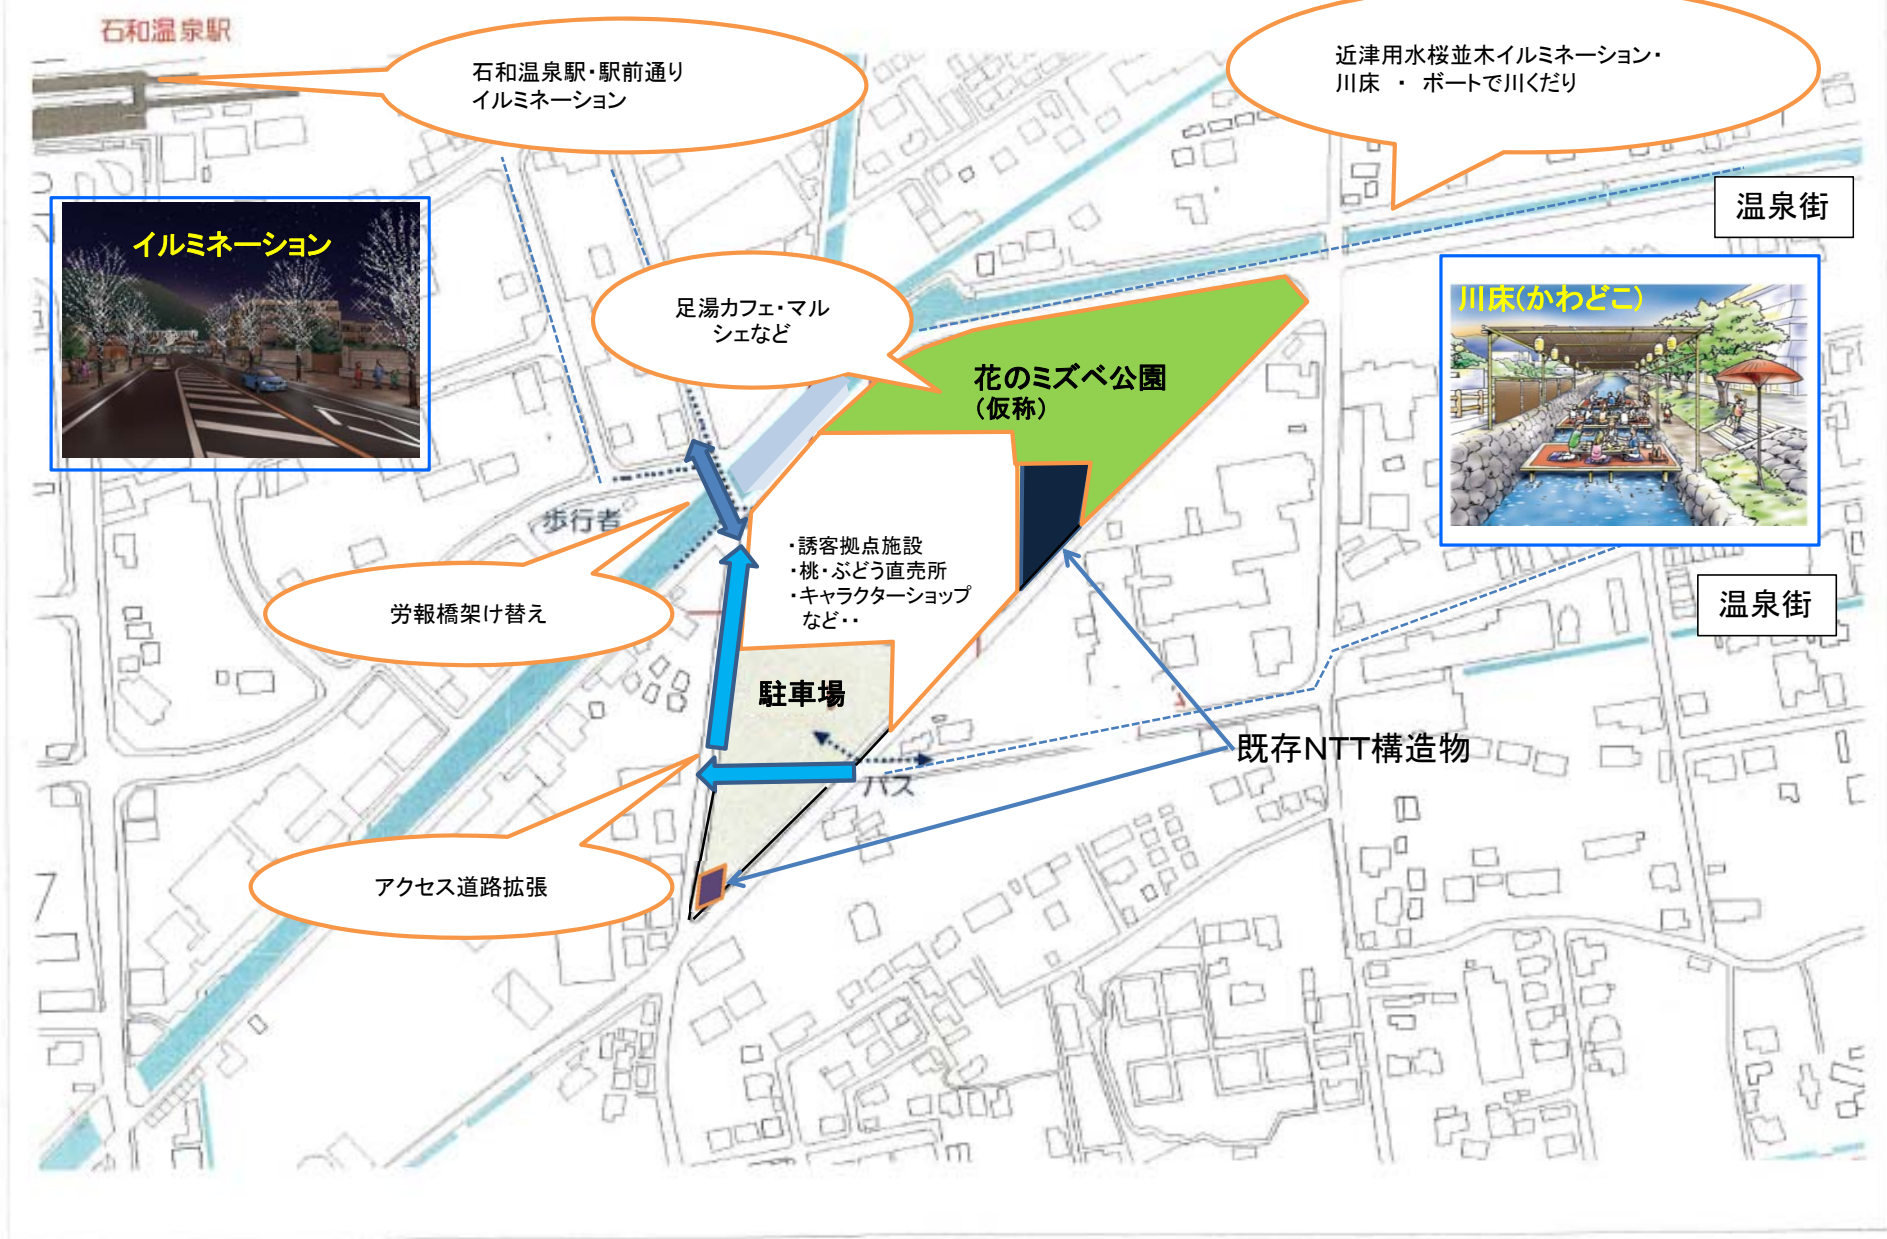 石和温泉駅
石和温泉駅・駅前通り
イルミネーション
近津用水桜並木イルミネーション・
川床 ・ ボートで川くだり
温泉街
イルミネーション
足湯カフェ・マル
シェなど
川床(かわどこ)
花のミズベ公園
(仮称)
歩行者
・誘客拠点施設
・桃・ぶどう直売所
・キャラクターショップ
など・・
労報橋架け替え
温泉街
駐車場
既存NTT構造物
バス
アクセス道路拡張
7